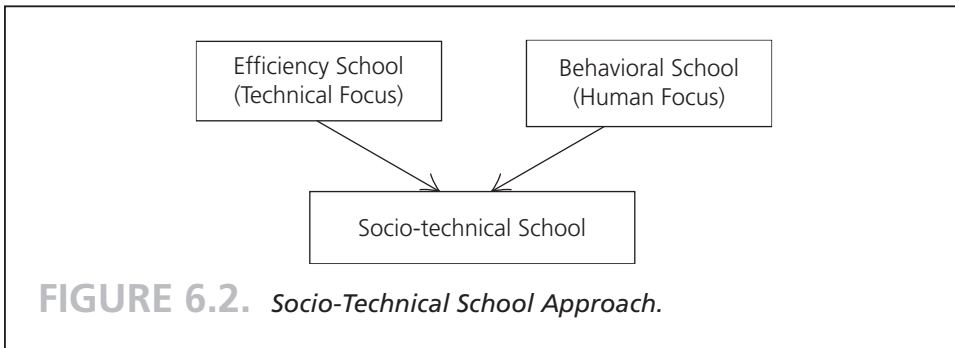 Efficiency School
(Technical Focus)
Behavioral School
(Human Focus)
Socio-technical School
FIGURE 6.2. Socio-Technical School Approach.